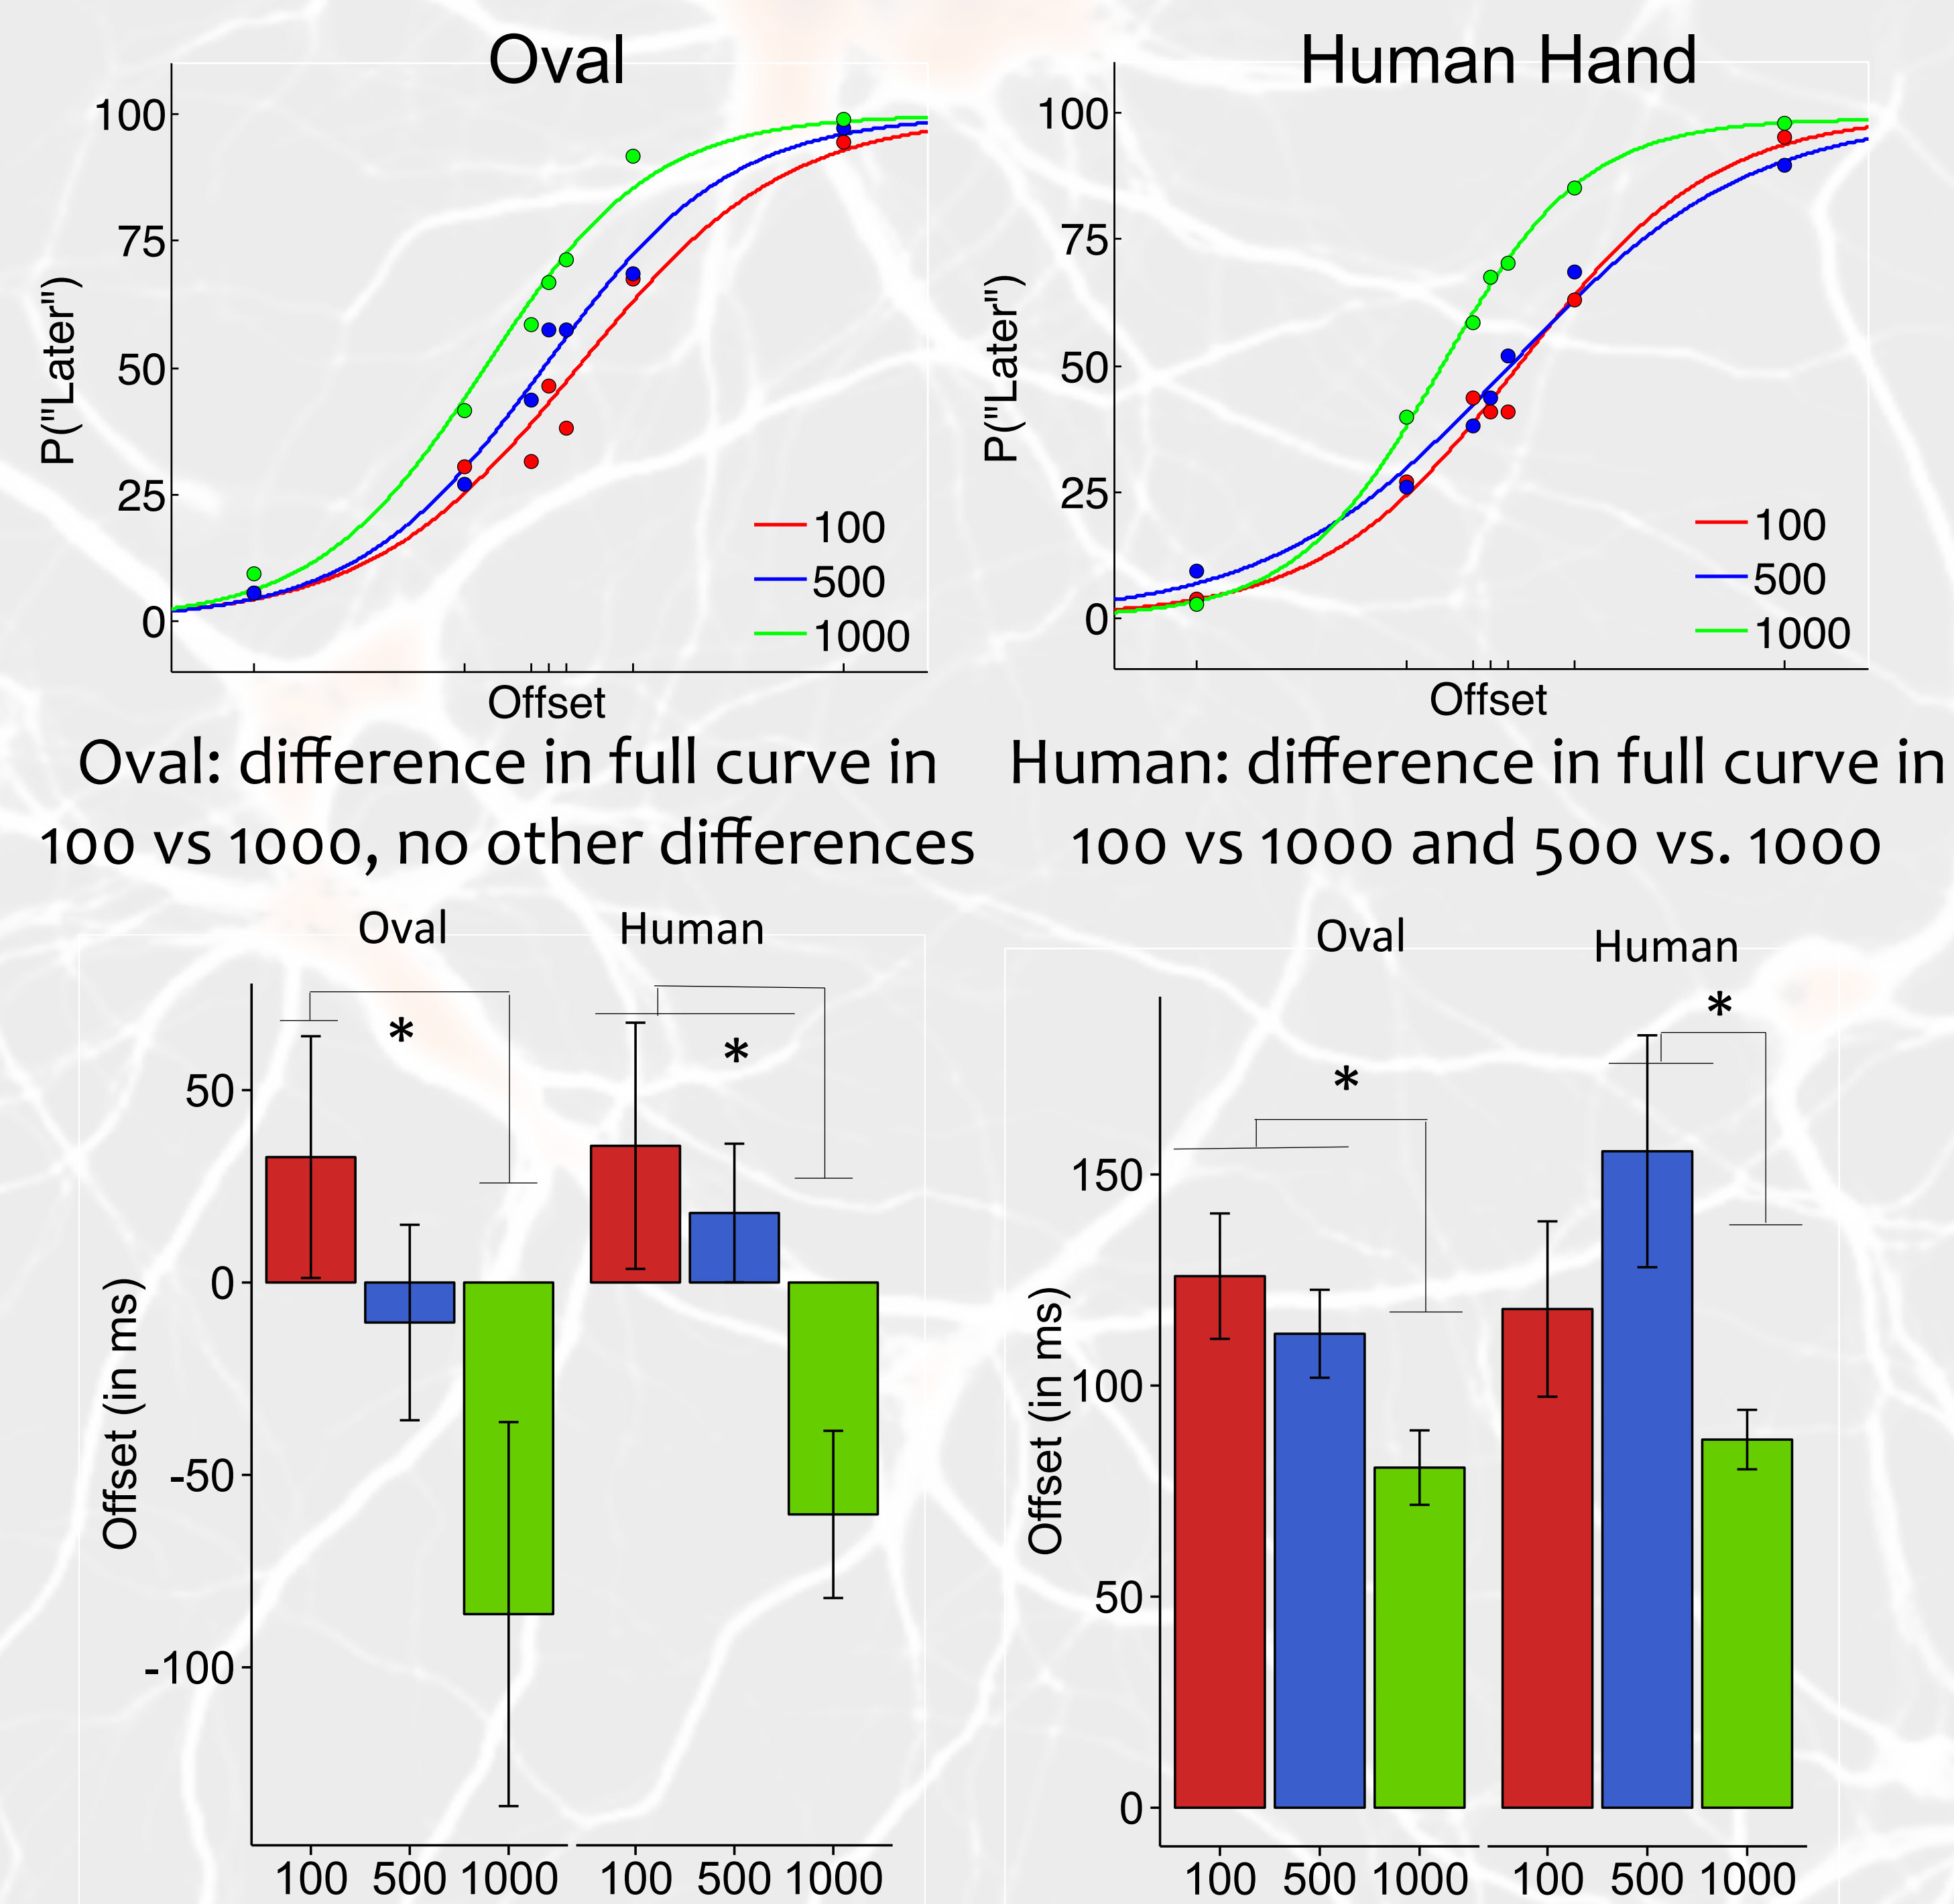 Oval
100
75
50
25
0
P("Later")
100
500
1000
Offset
Human Hand
100
75
50
25
0
P("Later")
100
500
1000
Offset
Oval: difference in full curve in
100 vs 1000, no other differences
Human: difference in full curve in
100 vs 1000 and 500 vs. 1000
Oval Human
*
*
50
0
-50
-100
Offset (in ms)
100 500 1000 100 500 1000
Oval Human
*
*
150
100
50
0
Offset (in ms)
100 500 1000 100 500 1000